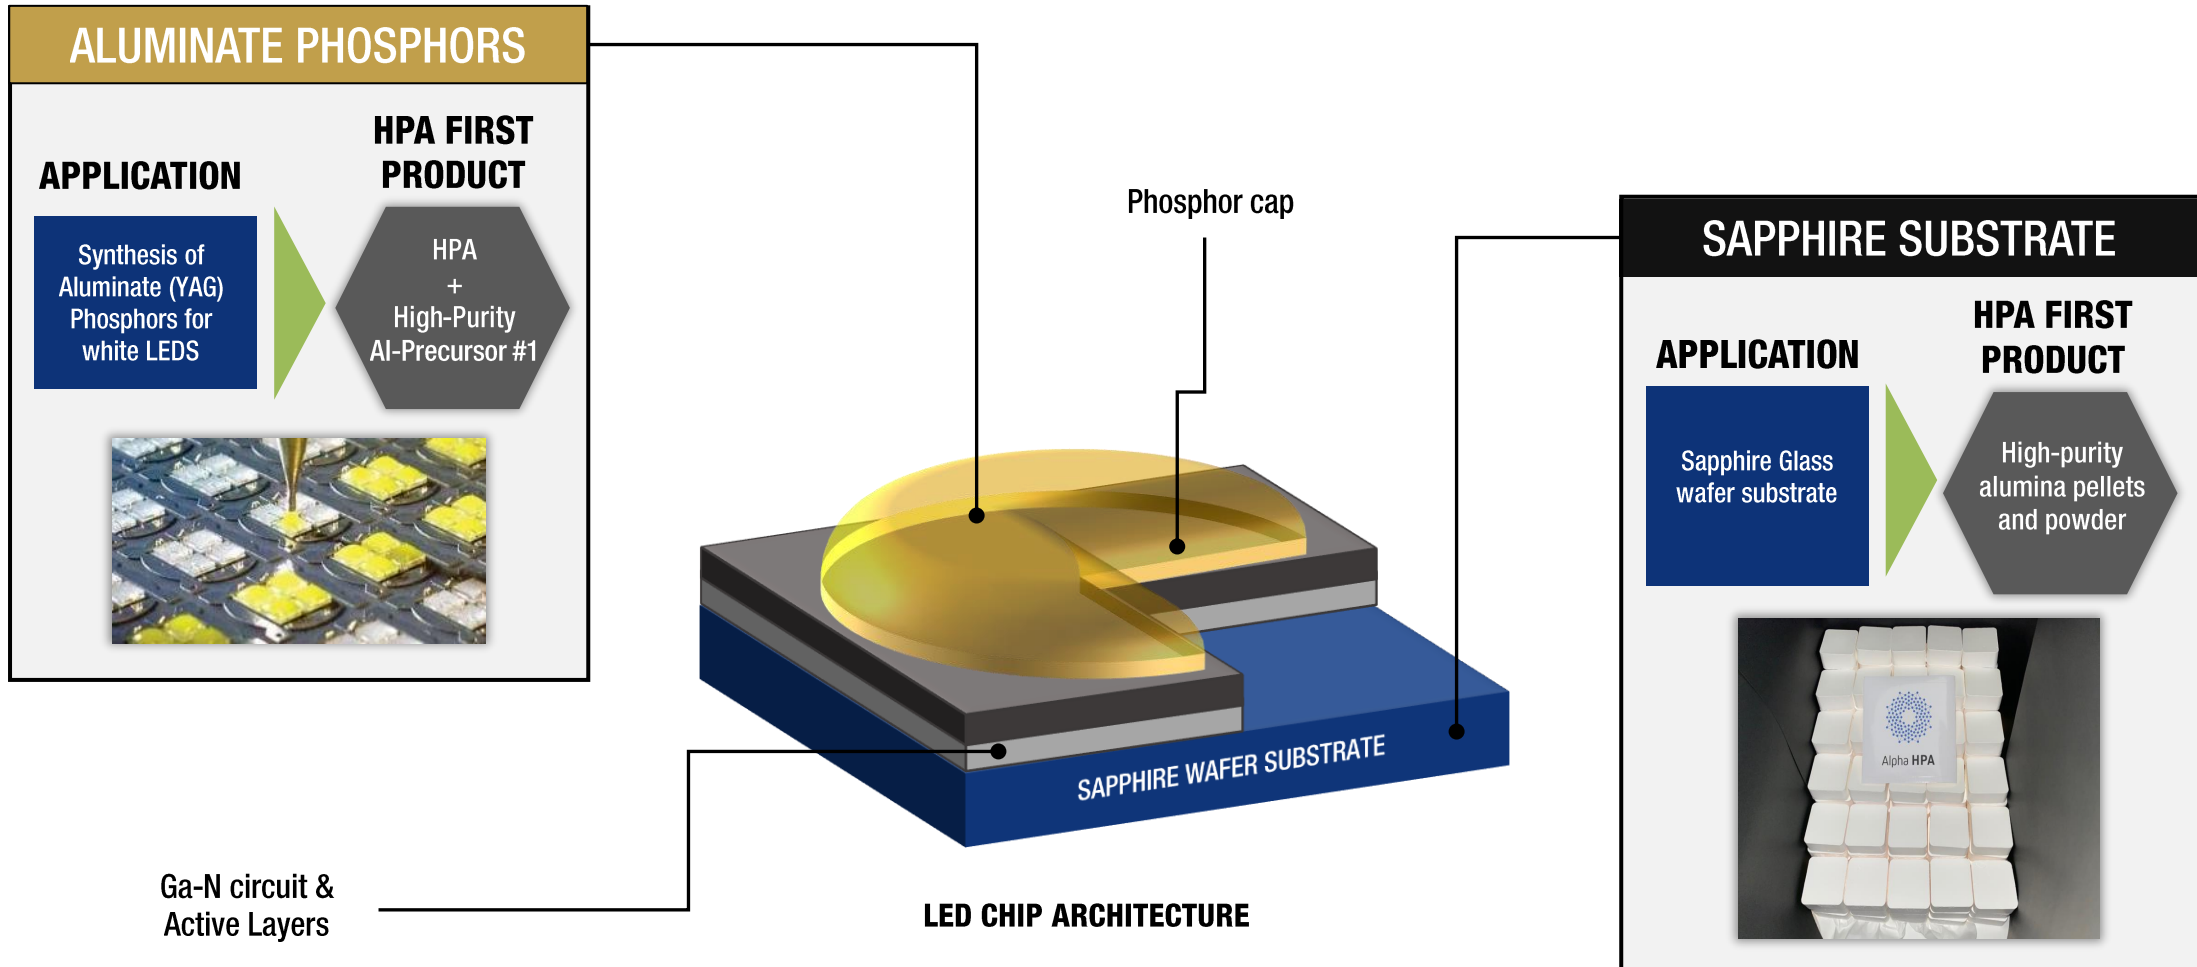 ALUMINATE PHOSPHORS
APPLICATION
HPA FIRST
PRODUCT
Synthesis of
Aluminate (YAG)
Phosphors for
white LEDS
HPA
+
High-Purity
Al-Precursor #1
Phosphor cap
SAPPHIRE SUBSTRATE
APPLICATION
HPA FIRST
PRODUCT
Sapphire Glass
wafer substrate
High-purity
alumina pellets
and powder
Alpha HPA
SAPPHIRE WAFER SUBSTRATE
Ga-N circuit &
Active Layers
LED CHIP ARCHITECTURE